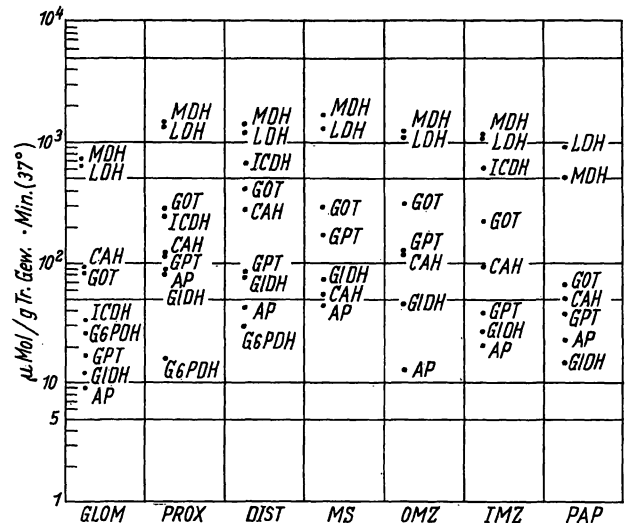 µMol/g Tr. Gew. · Min. (37°)
10⁴
10³
10²
10
5
1
MDH
LDH
CAH
GOT
ICDH
G6PDH
GPT
GlDH
AP
MDH
LDH
GOT
ICDH
CAH
GPT
AP
GlDH
G6PDH
MDH
LDH
ICDH
GOT
CAH
GPT
GlDH
AP
G6PDH
MDH
LDH
GOT
GPT
GlDH
CAH
AP
MDH
LDH
GOT
GPT
CAH
GlDH
AP
MDH
LDH
ICDH
GOT
CAH
GPT
GlDH
AP
LDH
MDH
GOT
CAH
GPT
AP
GlDH
GLOM PROX DIST MS OMZ IMZ PAP